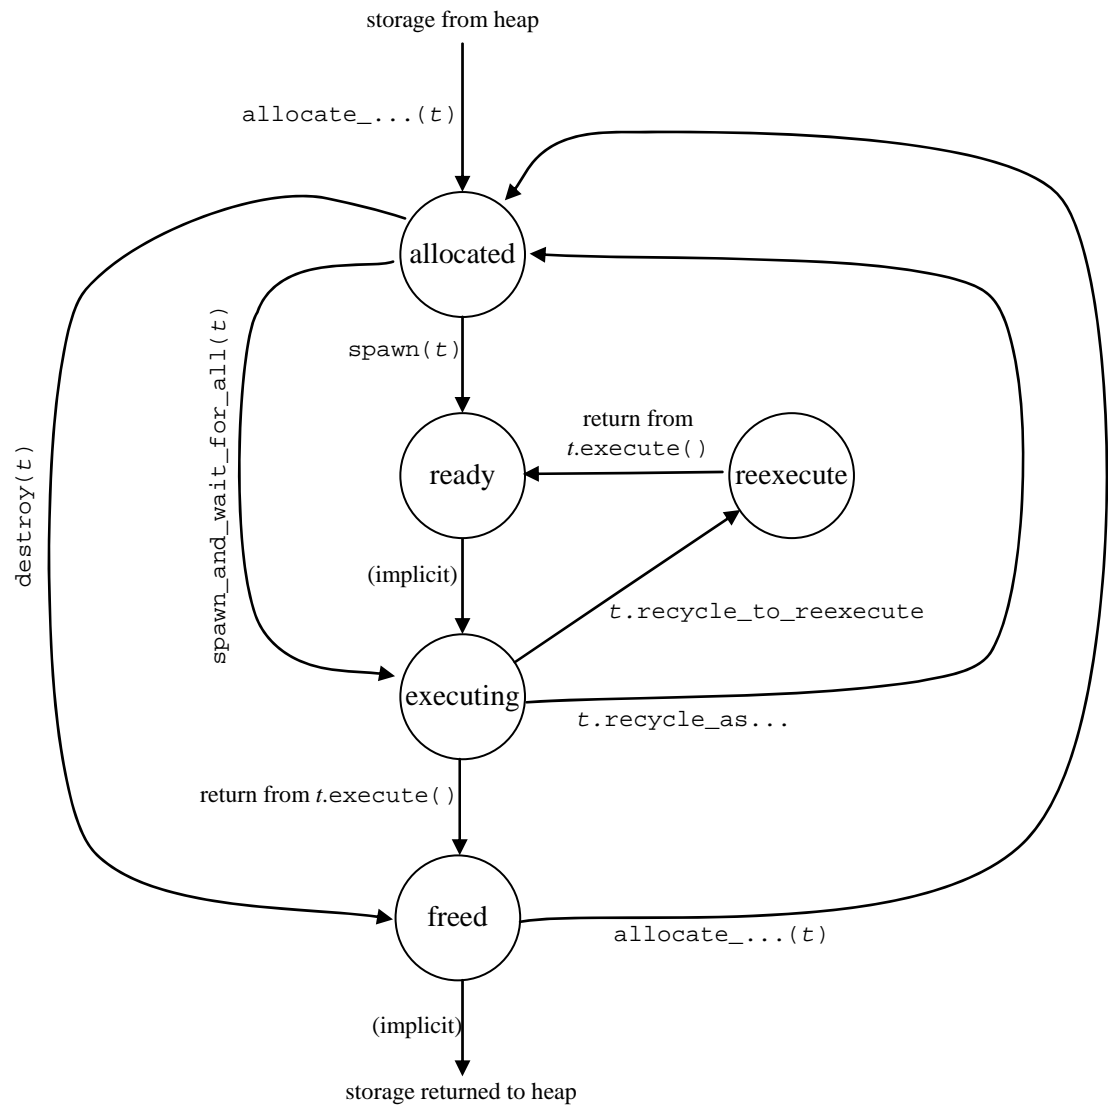 storage from heap
allocate_...(t)
allocated
spawn(t)
spawn_and_wait_for_all(t)
destroy(t)
return from
t.execute()
ready
reexecute
(implicit)
t.recycle_to_reexecute
executing
t.recycle_as...
return from t.execute()
freed
allocate_...(t)
(implicit)
storage returned to heap